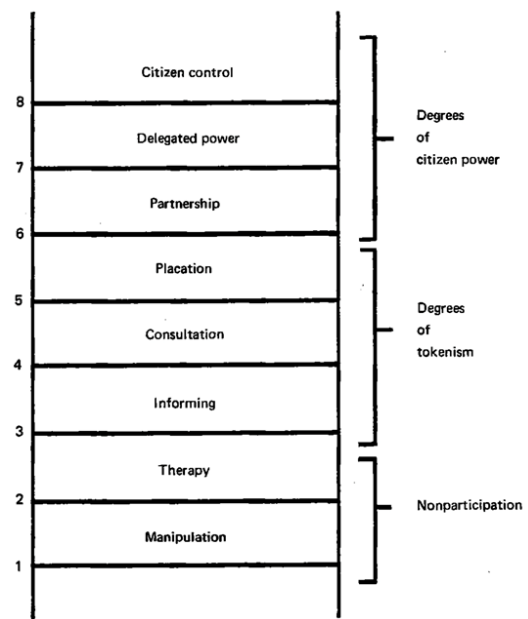 Citizen control
8
Delegated power
7
Partnership
6
Placation
5
Consultation
4
Informing
3
Therapy
2
Manipulation
1
Degrees
of
citizen power
Degrees
of
tokenism
Nonparticipation